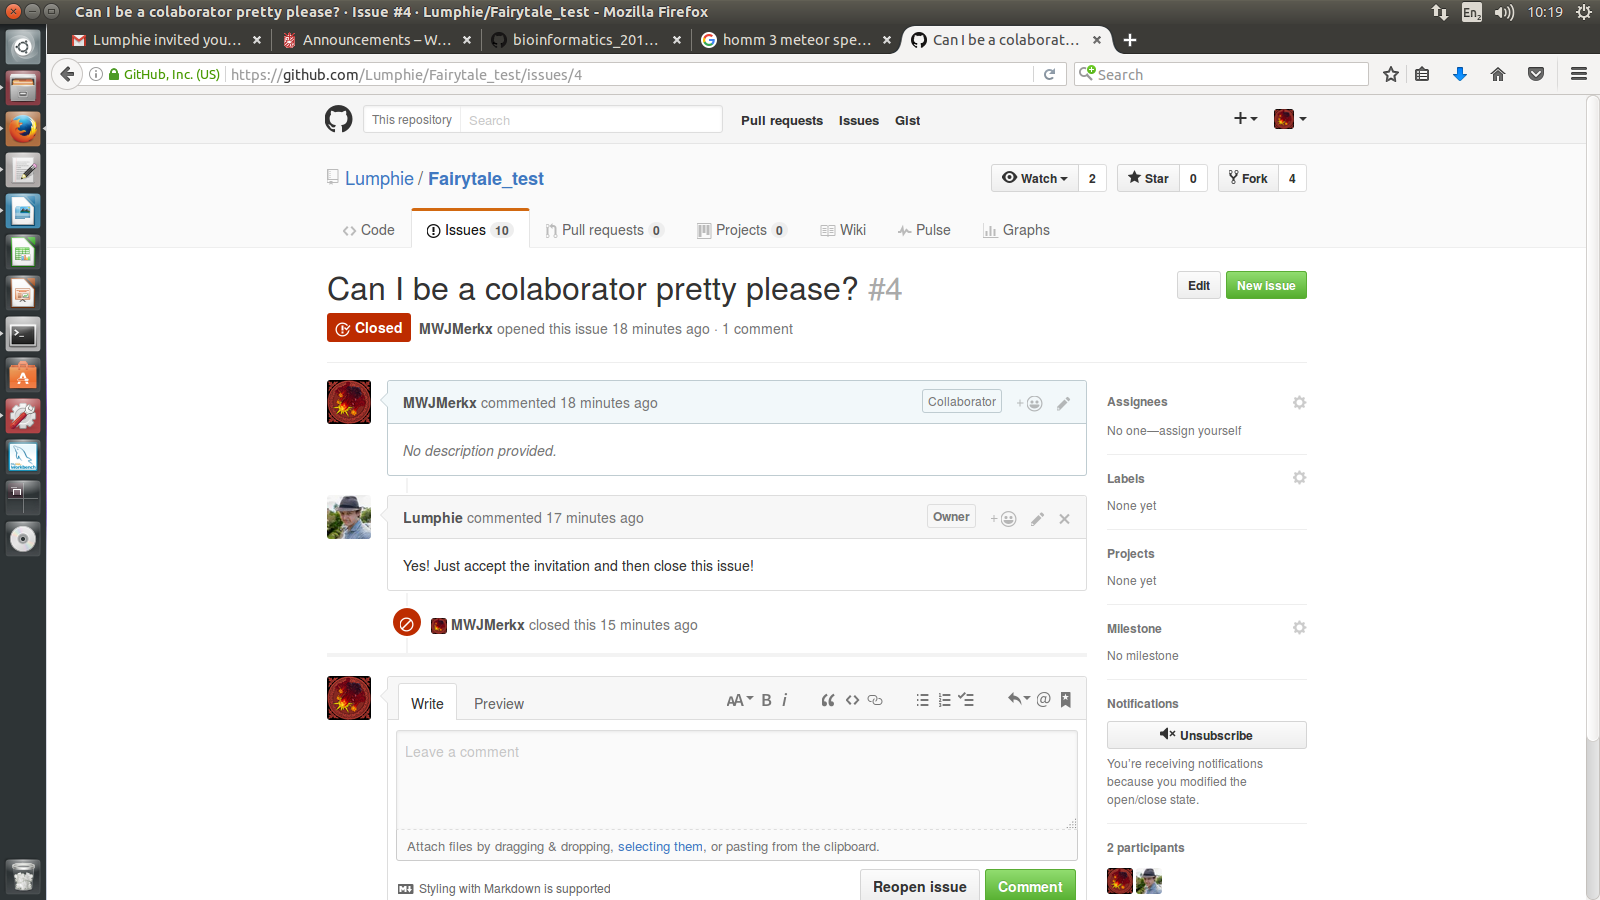 Can I be a colaborator pretty please? · Issue #4 · Lumphie/Fairytale_test - Mozilla Firefox
En2 10:19
Lumphie invited you... × Announcements – W... × bioinformatics_201... × homm 3 meteor spe... × Can I be a colaborat... ×
GitHub, Inc. (US) https://github.com/Lumphie/Fairytale_test/issues/4 Search
This repository Search Pull requests Issues Gist
Lumphie / Fairytale_test Watch 2 Star 0 Fork 4
Code Issues 10 Pull requests 0 Projects 0 Wiki Pulse Graphs
Can I be a colaborator pretty please? #4 Edit New issue
Closed MWJMerkx opened this issue 18 minutes ago · 1 comment
MWJMerkx commented 18 minutes ago Collaborator
No description provided.
Lumphie commented 17 minutes ago Owner
Yes! Just accept the invitation and then close this issue!
MWJMerkx closed this 15 minutes ago
Write Preview AA B i
Leave a comment
Attach files by dragging & dropping, selecting them, or pasting from the clipboard.
Styling with Markdown is supported Reopen issue Comment
Assignees
No one—assign yourself
Labels
None yet
Projects
None yet
Milestone
No milestone
Notifications
Unsubscribe
You're receiving notifications
because you modified the
open/close state.
2 participants